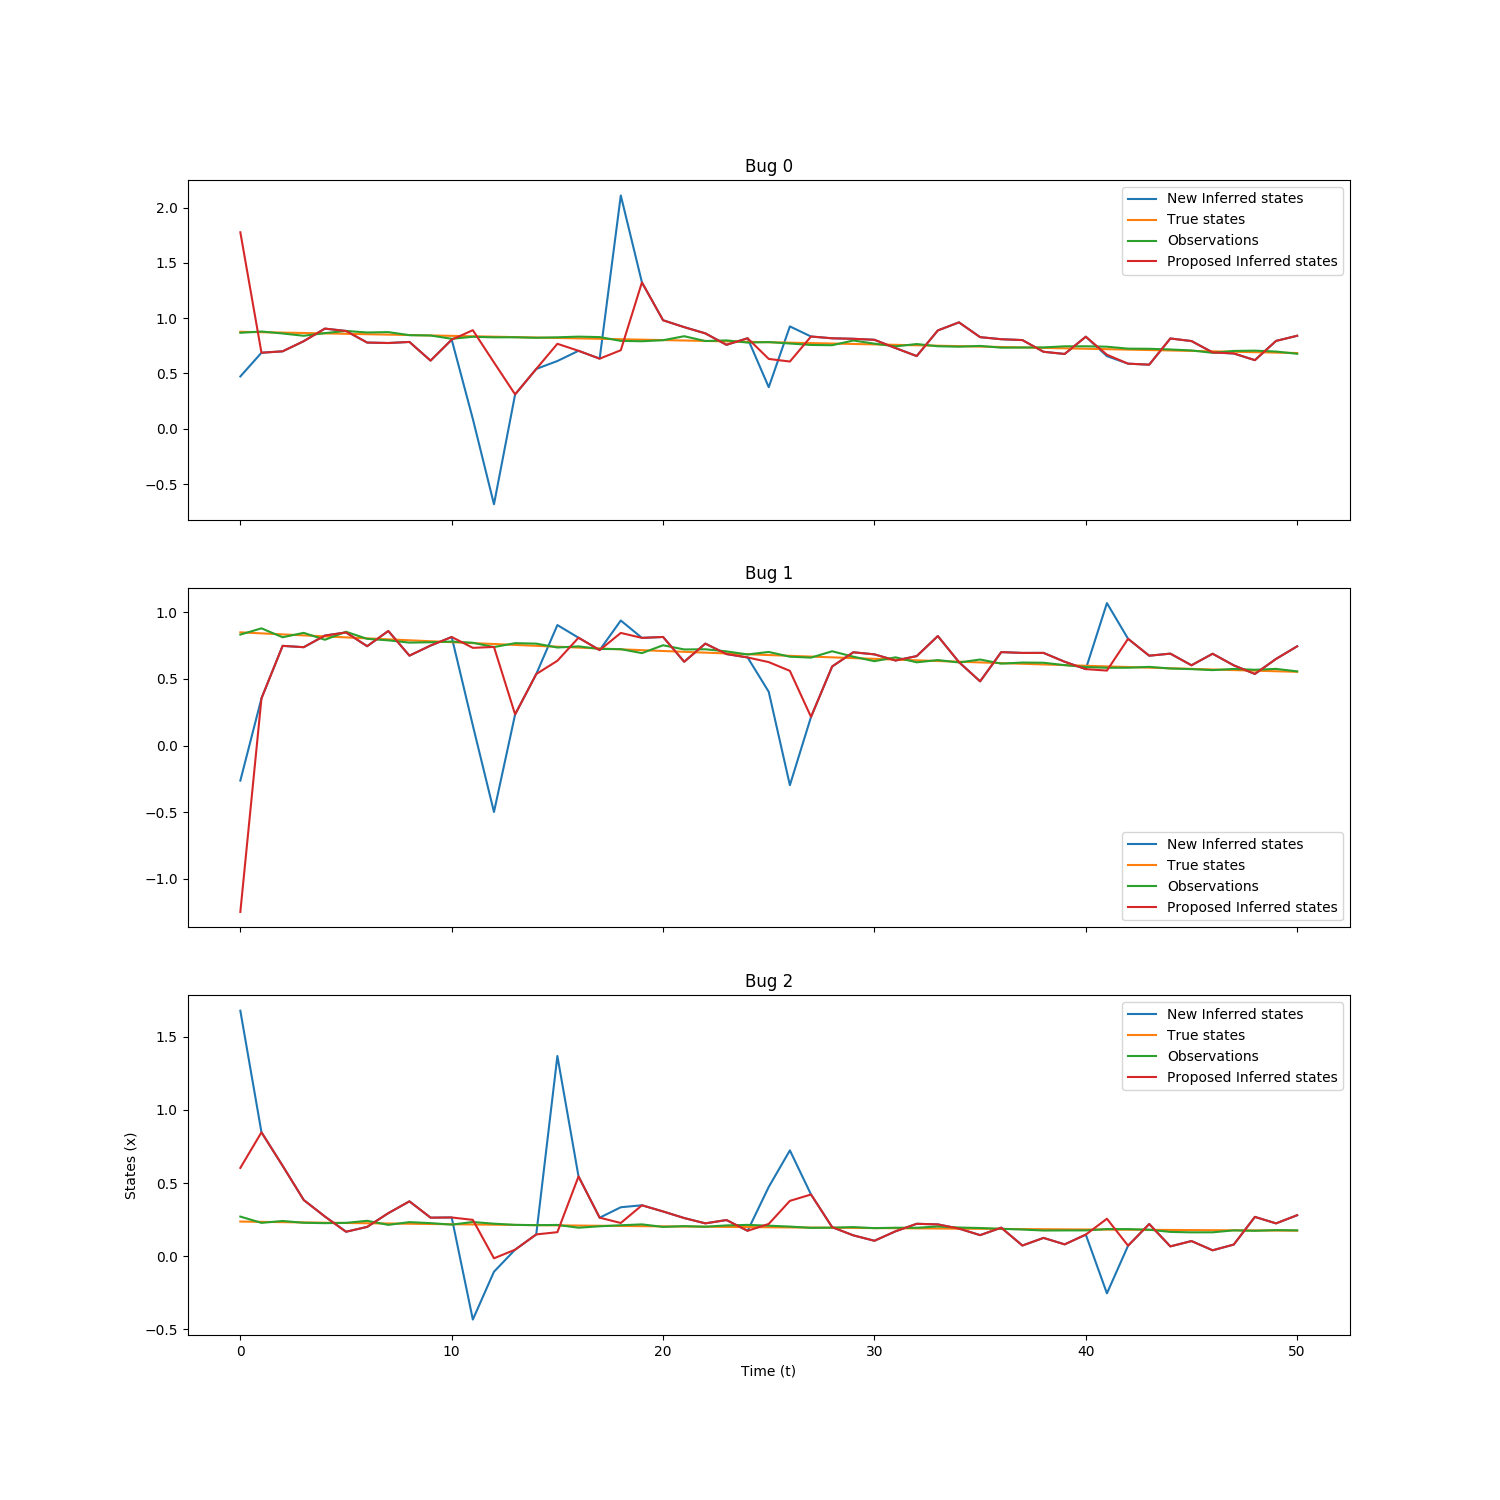 Bug 0
2.0
1.5
1.0
0.5
0.0
−0.5
New Inferred states
True states
Observations
Proposed Inferred states
Bug 1
1.0
0.5
0.0
−0.5
−1.0
New Inferred states
True states
Observations
Proposed Inferred states
Bug 2
States (x)
1.5
1.0
0.5
0.0
−0.5
New Inferred states
True states
Observations
Proposed Inferred states
0 10 20 30 40 50
Time (t)